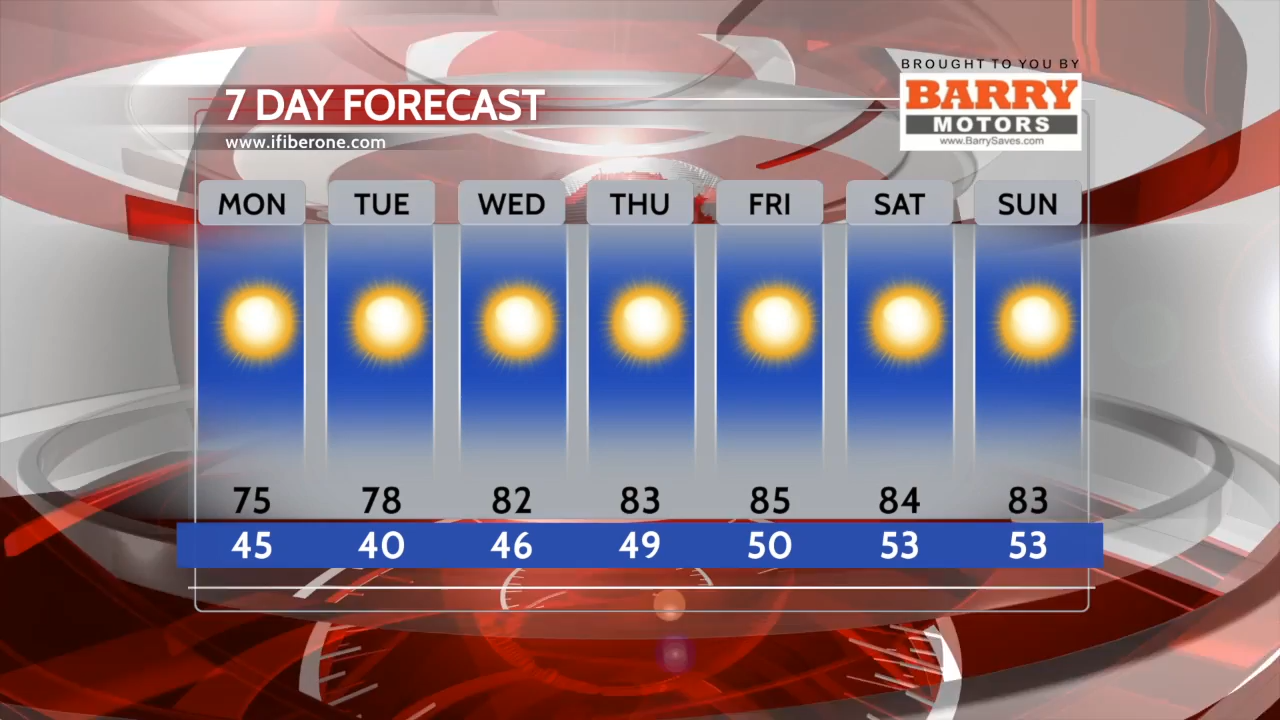 BROUGHT TO YOU BY
BARRY
MOTORS
www.BarrySaves.com
7 DAY FORECAST
www.ifiberone.com
MON TUE WED THU FRI SAT SUN
75 78 82 83 85 84 83
45 40 46 49 50 53 53